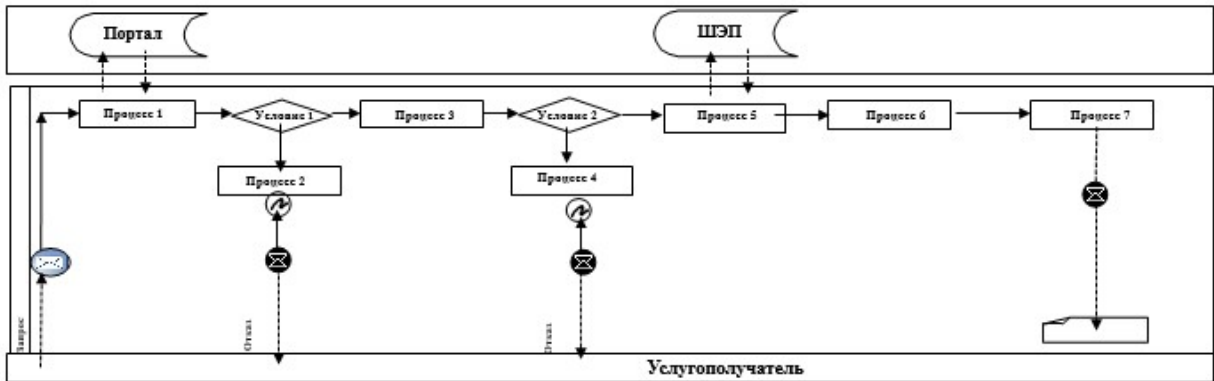 Портал
ШЭП
Процесс 1
Условие 1
Процесс 3
Условие 2
Процесс 5
Процесс 6
Процесс 7
Процесс 2
Процесс 4
Запрос
Отказ
Отказ
Услугополучатель